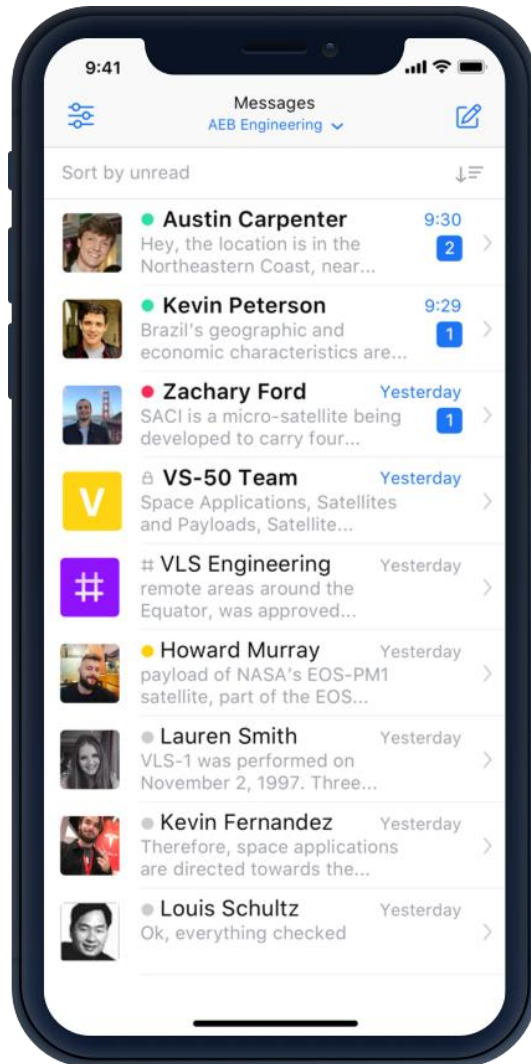 9:41
Messages
AEB Engineering
Sort by unread
Austin Carpenter 9:30
Hey, the location is in the 2
Northeastern Coast, near...
Kevin Peterson 9:29
Brazil's geographic and 1
economic characteristics are...
Zachary Ford Yesterday
SACI is a micro-satellite being 1
developed to carry four...
V
VS-50 Team Yesterday
Space Applications, Satellites
and Payloads, Satellite...
#
# VLS Engineering Yesterday
remote areas around the
Equator, was approved...
Howard Murray Yesterday
payload of NASA's EOS-PM1
satellite, part of the EOS...
Lauren Smith Yesterday
VLS-1 was performed on
November 2, 1997. Three...
Kevin Fernandez Yesterday
Therefore, space applications
are directed towards the...
Louis Schultz Yesterday
Ok, everything checked